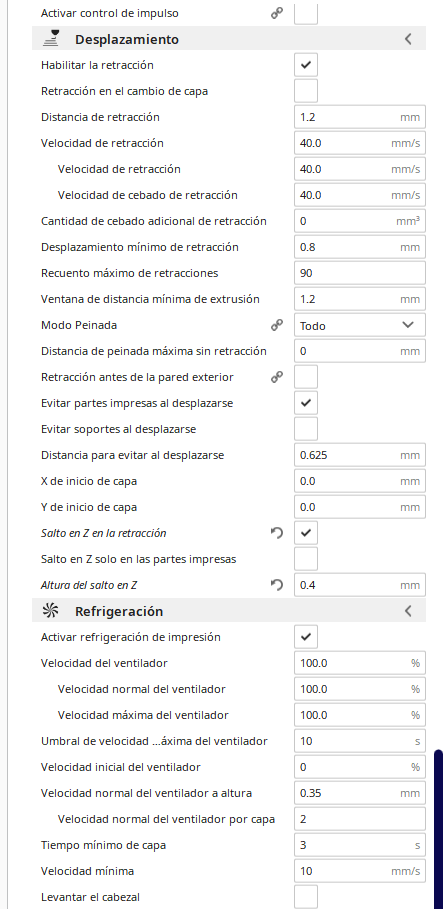 Activar control de impulso
Desplazamiento
Habilitar la retracción
Retracción en el cambio de capa
Distancia de retracción 1.2 mm
Velocidad de retracción 40.0 mm/s
Velocidad de retracción 40.0 mm/s
Velocidad de cebado de retracción 40.0 mm/s
Cantidad de cebado adicional de retracción 0 mm³
Desplazamiento mínimo de retracción 0.8 mm
Recuento máximo de retracciones 90
Ventana de distancia mínima de extrusión 1.2 mm
Modo Peinada Todo
Distancia de peinada máxima sin retracción 0 mm
Retracción antes de la pared exterior
Evitar partes impresas al desplazarse
Evitar soportes al desplazarse
Distancia para evitar al desplazarse 0.625 mm
X de inicio de capa 0.0 mm
Y de inicio de capa 0.0 mm
Salto en Z en la retracción
Salto en Z solo en las partes impresas
Altura del salto en Z 0.4 mm
Refrigeración
Activar refrigeración de impresión
Velocidad del ventilador 100.0 %
Velocidad normal del ventilador 100.0 %
Velocidad máxima del ventilador 100.0 %
Umbral de velocidad ...áxima del ventilador 10 s
Velocidad inicial del ventilador 0 %
Velocidad normal del ventilador a altura 0.35 mm
Velocidad normal del ventilador por capa 2
Tiempo mínimo de capa 3 s
Velocidad mínima 10 mm/s
Levantar el cabezal